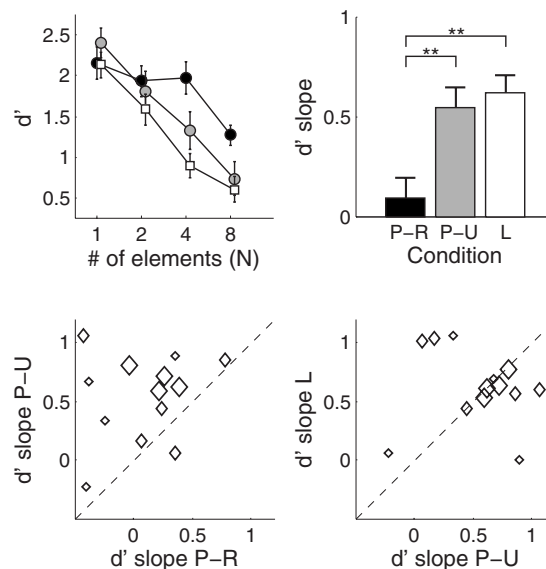 d'
2.5
2
1.5
1
0.5
1 2 4 8
# of elements (N)
d' slope
1
0.5
0
**
**
P–R P–U L
Condition
d' slope P–U
1
0.5
0
0 0.5 1
d' slope P–R
d' slope L
1
0.5
0
0 0.5 1
d' slope P–U